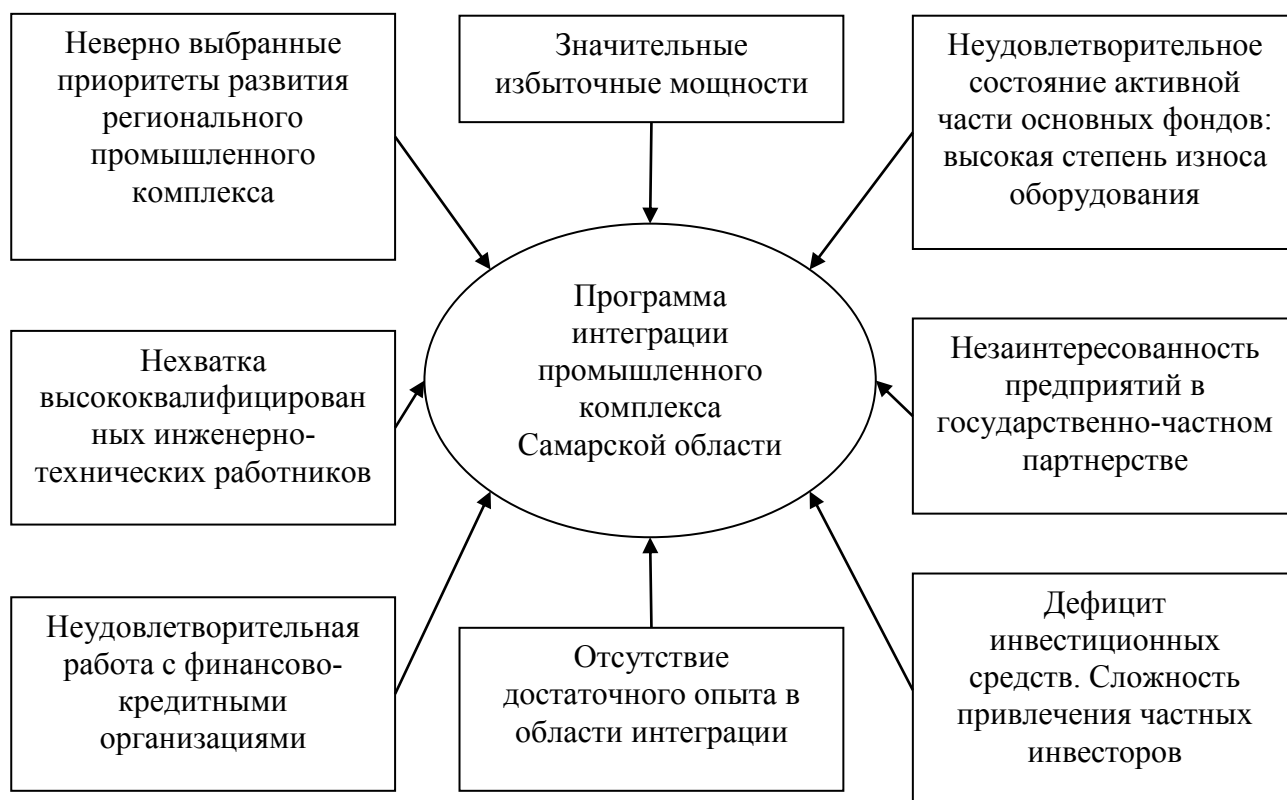 Неверно выбранные
приоритеты развития
регионального
промышленного
комплекса
Значительные
избыточные мощности
Неудовлетворительное
состояние активной
части основных фондов:
высокая степень износа
оборудования
Программа
интеграции
промышленного
комплекса
Самарской области
Нехватка
высококвалифицирован
ных инженерно-
технических работников
Незаинтересованность
предприятий в
государственно-частном
партнерстве
Неудовлетворительная
работа с финансово-
кредитными
организациями
Отсутствие
достаточного опыта в
области интеграции
Дефицит
инвестиционных
средств. Сложность
привлечения частных
инвесторов